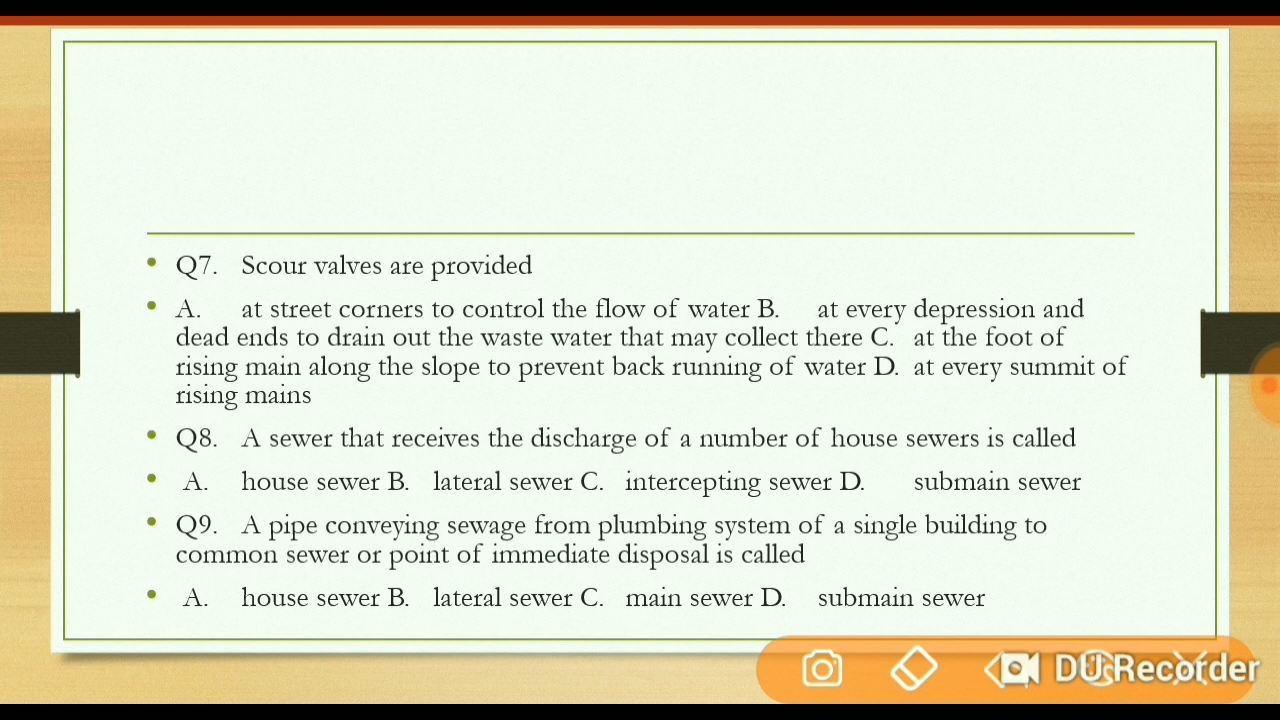 Q7. Scour valves are provided
A. at street corners to control the flow of water B. at every depression and
dead ends to drain out the waste water that may collect there C. at the foot of
rising main along the slope to prevent back running of water D. at every summit of
rising mains
Q8. A sewer that receives the discharge of a number of house sewers is called
A. house sewer B. lateral sewer C. intercepting sewer D. submain sewer
Q9. A pipe conveying sewage from plumbing system of a single building to
common sewer or point of immediate disposal is called
A. house sewer B. lateral sewer C. main sewer D. submain sewer
DU Recorder